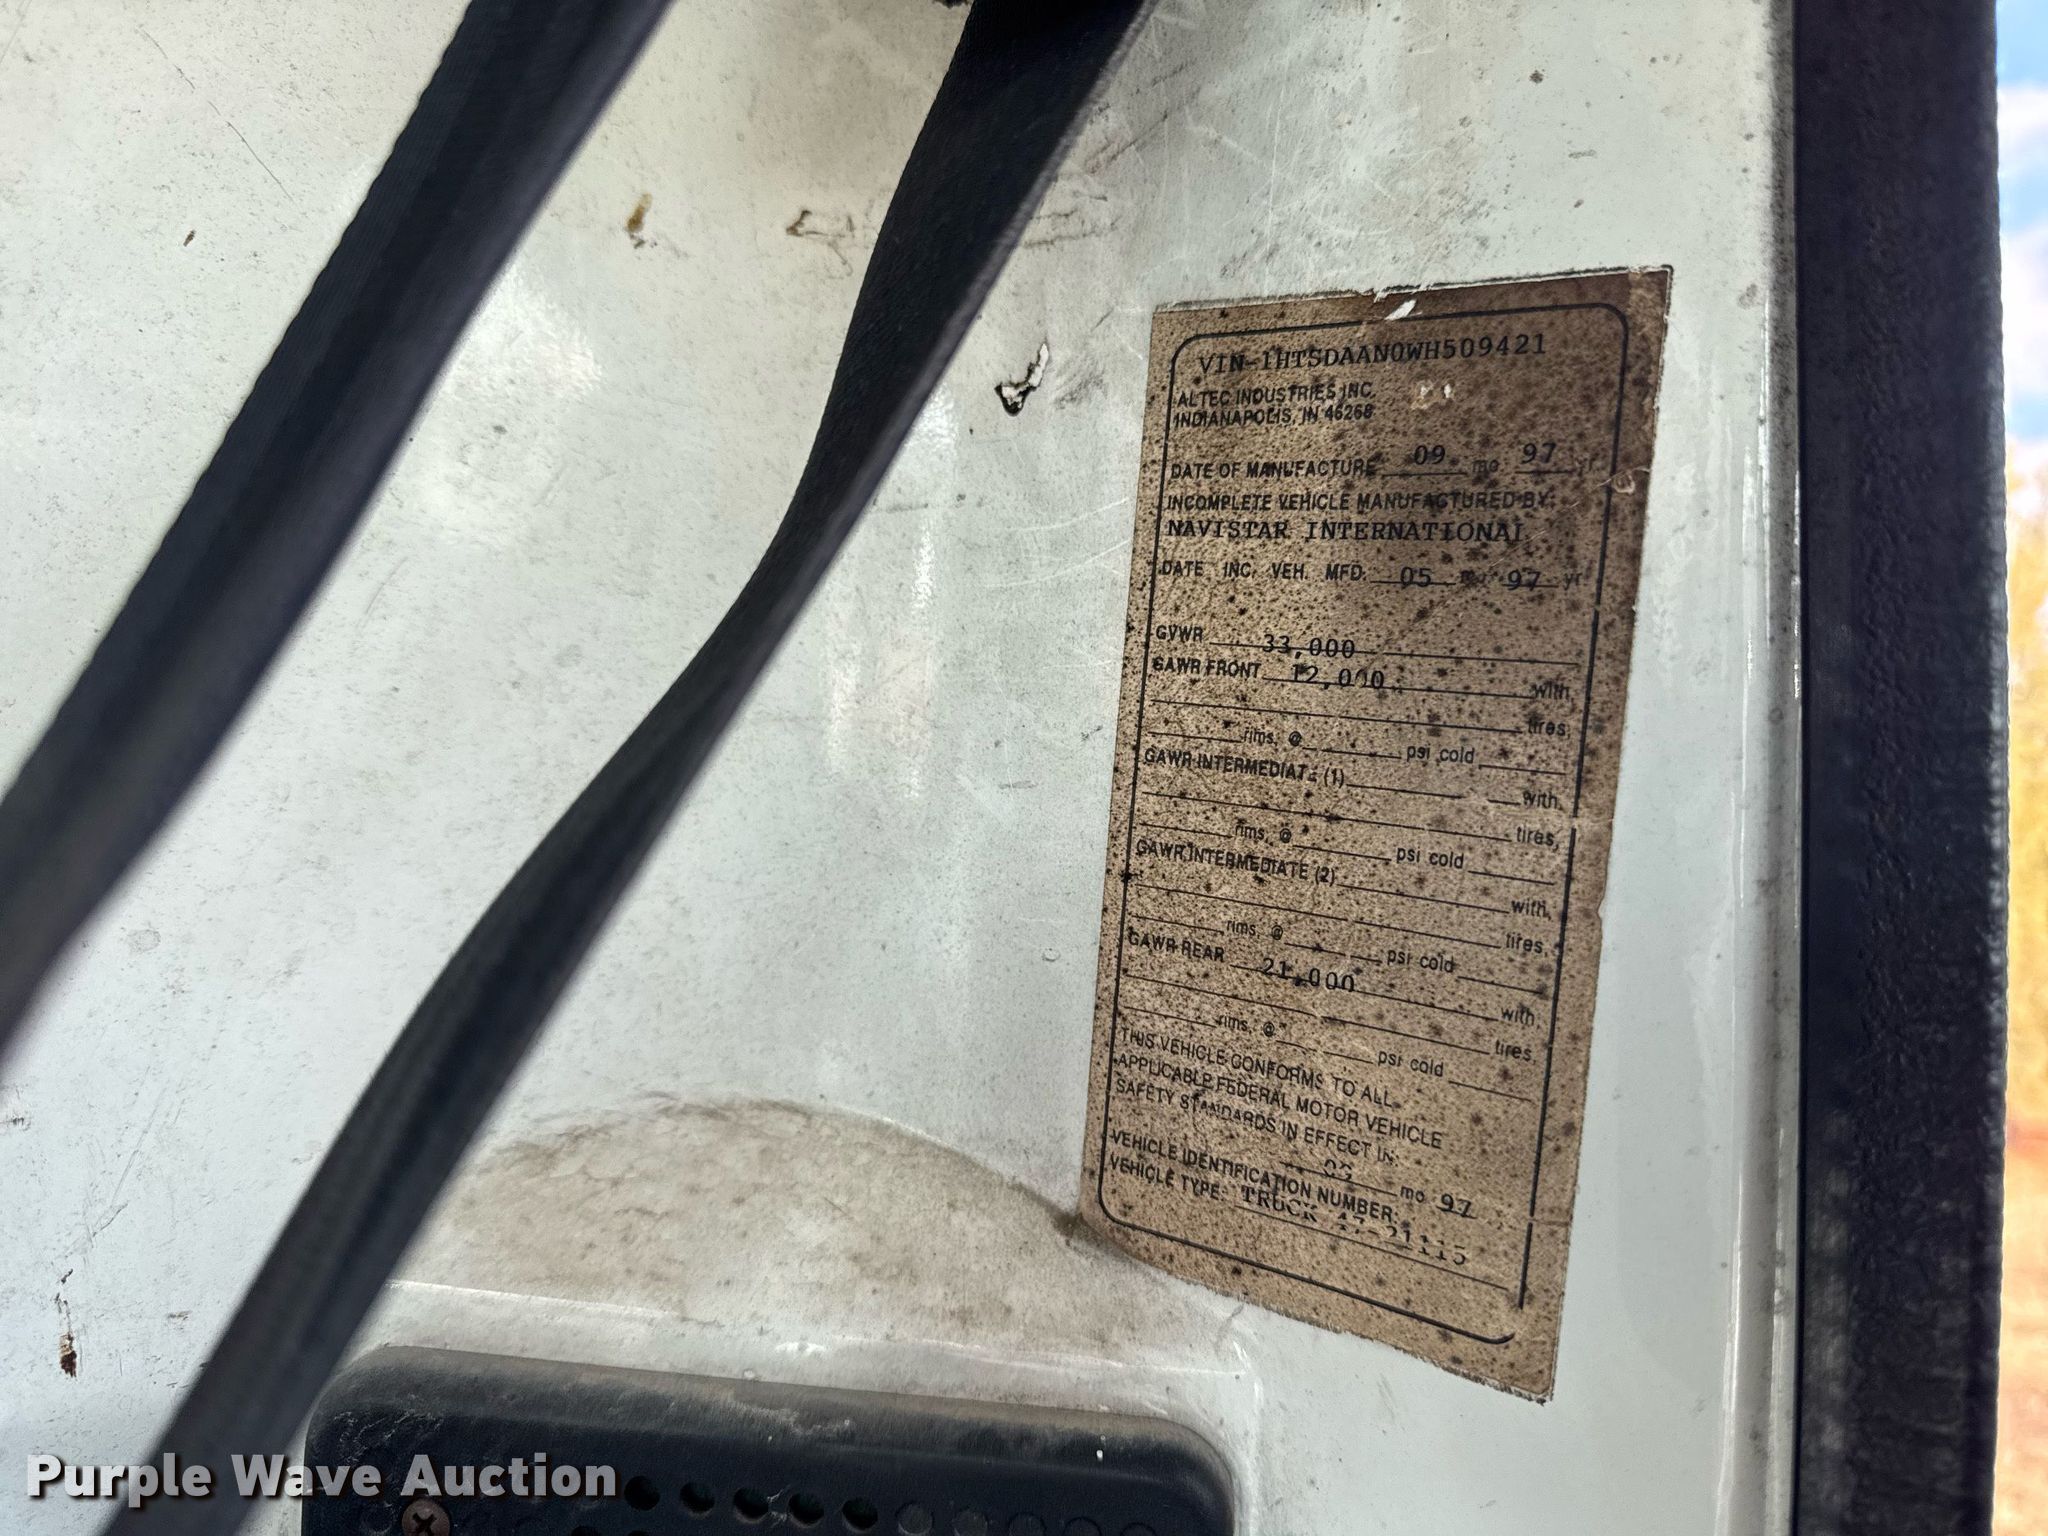 VIN-1HTSDAAN0WH509421
ALTEC INDUSTRIES INC.
INDIANAPOLIS, IN 46268
DATE OF MANUFACTURE 09 mo. 97 yr.
INCOMPLETE VEHICLE MANUFACTURED BY:
NAVISTAR INTERNATIONAL
DATE INC. VEH. MFD. 05 mo. 97 yr.
GVWR 33,000
GAWR FRONT 12,000 with
tires,
rims, @ psi cold
GAWR INTERMEDIATE (1) with
tires,
rims, @ psi cold
GAWR INTERMEDIATE (2) with
tires,
rims, @ psi cold
GAWR REAR 21,000 with
tires,
rims, @ psi cold
THIS VEHICLE CONFORMS TO ALL
APPLICABLE FEDERAL MOTOR VEHICLE
SAFETY STANDARDS IN EFFECT IN:
mo 97
VEHICLE IDENTIFICATION NUMBER:
VEHICLE TYPE: TRUCK
Purple Wave Auction